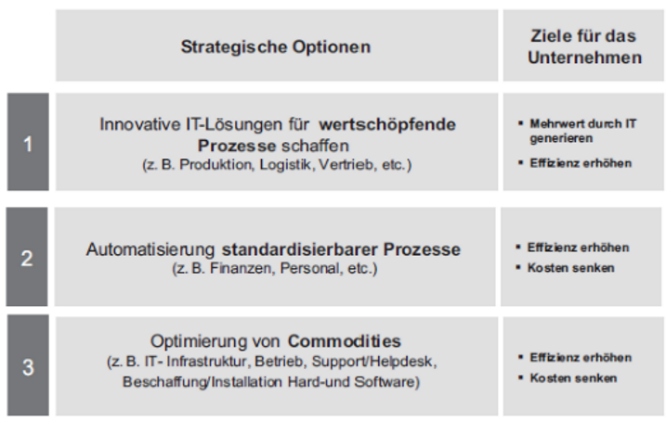 Strategische Optionen
Ziele für das
Unternehmen
1
Innovative IT-Lösungen für wertschöpfende
Prozesse schaffen
(z. B. Produktion, Logistik, Vertrieb, etc.)
▪ Mehrwert durch IT
generieren
▪ Effizienz erhöhen
2
Automatisierung standardisierbarer Prozesse
(z. B. Finanzen, Personal, etc.)
▪ Effizienz erhöhen
▪ Kosten senken
3
Optimierung von Commodities
(z. B. IT- Infrastruktur, Betrieb, Support/Helpdesk,
Beschaffung/Installation Hard-und Software)
▪ Effizienz erhöhen
▪ Kosten senken